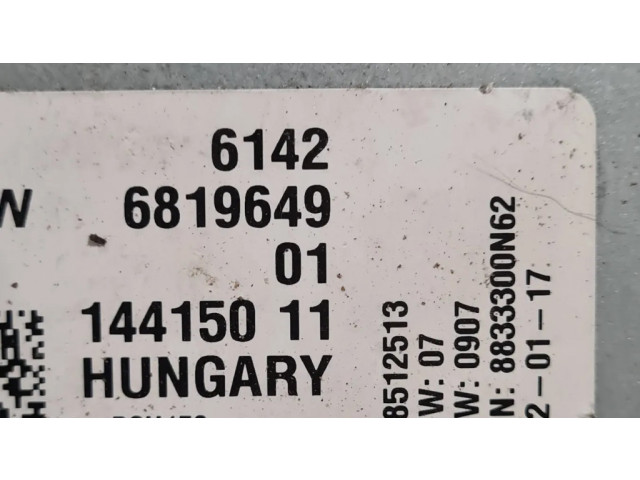 6142
W 6819649
01
144150 11
HUNGARY
8512513
W: 07
W: 0907
N: 8833300N62
2-01-17